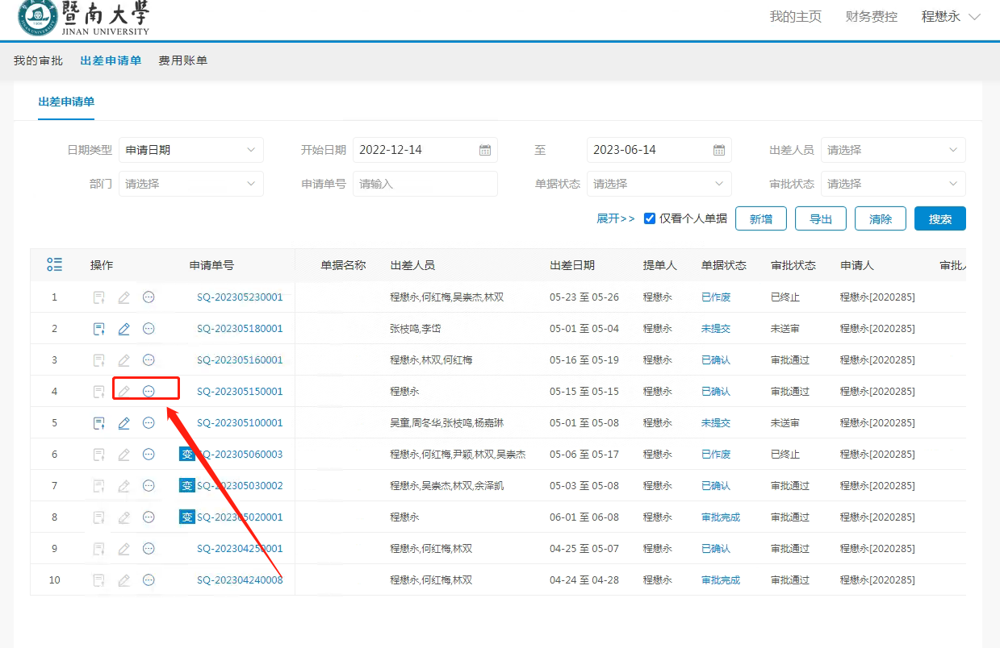 暨南大学
JINAN UNIVERSITY
我的主页 财务费控 程懋永
我的审批 出差申请单 费用账单
出差申请单
日期类型 申请日期 开始日期 2022-12-14 至 2023-06-14 出差人员 请选择
部门 请选择 申请单号 请输入 单据状态 请选择 审批状态 请选择
展开>> 仅看个人单据 新增 导出 清除 搜索
操作 申请单号 单据名称 出差人员 出差日期 提单人 单据状态 审批状态 申请人 审批人
1 SQ-202305230001 程懋永,何红梅,吴崇杰,林双 05-23 至 05-26 程懋永 已作废 已终止 程懋永[2020285]
2 SQ-202305180001 张枝鸣,李岱 05-01 至 05-04 程懋永 未提交 未送审 程懋永[2020285]
3 SQ-202305160001 程懋永,林双,何红梅 05-16 至 05-19 程懋永 已确认 审批通过 程懋永[2020285]
4 SQ-202305150001 程懋永 05-15 至 05-15 程懋永 已确认 审批通过 程懋永[2020285]
5 SQ-202305100001 吴童,周冬华,张枝鸣,杨嘉琳 05-01 至 05-08 程懋永 未提交 未送审 程懋永[2020285]
6 变 SQ-202305060003 程懋永,何红梅,尹颖,林双,吴崇杰 05-06 至 05-17 程懋永 已作废 已终止 程懋永[2020285]
7 变 SQ-202305030002 程懋永,吴崇杰,林双,余泽凯 05-03 至 05-08 程懋永 已确认 审批通过 程懋永[2020285]
8 变 SQ-202305020001 程懋永 06-01 至 06-08 程懋永 审批完成 审批通过 程懋永[2020285]
9 SQ-202304250001 程懋永,何红梅,林双 04-25 至 05-07 程懋永 已确认 审批通过 程懋永[2020285]
10 SQ-202304240008 程懋永,何红梅,林双 04-24 至 04-28 程懋永 审批完成 审批通过 程懋永[2020285]